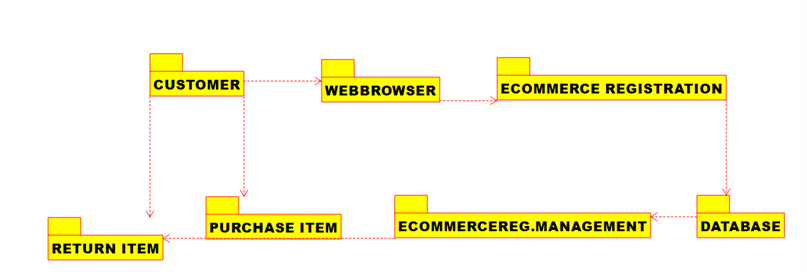 CUSTOMER
WEBBROWSER
ECOMMERCE REGISTRATION
RETURN ITEM
PURCHASE ITEM
ECOMMERCEREG.MANAGEMENT
DATABASE